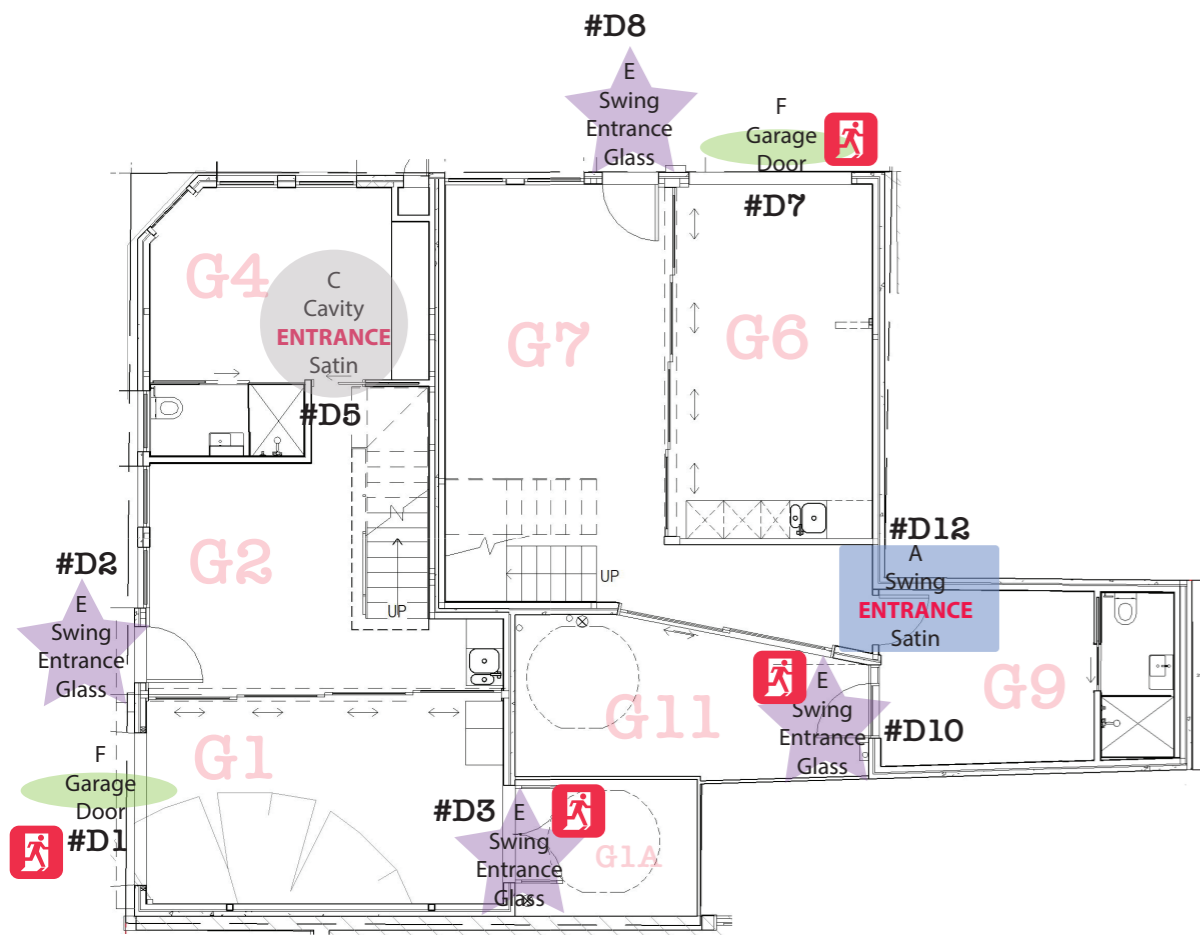 #D8
E
Swing
Entrance
Glass
F
Garage
Door
#D7
G4
C
Cavity
ENTRANCE
Satin
#D5
G7
G6
#D12
A
Swing
ENTRANCE
Satin
#D2
E
Swing
Entrance
Glass
G2
UP
UP
G11
E
Swing
Entrance
Glass
#D10
G9
G1
F
Garage
Door
#D1
#D3
E
Swing
Entrance
Glass
G1A